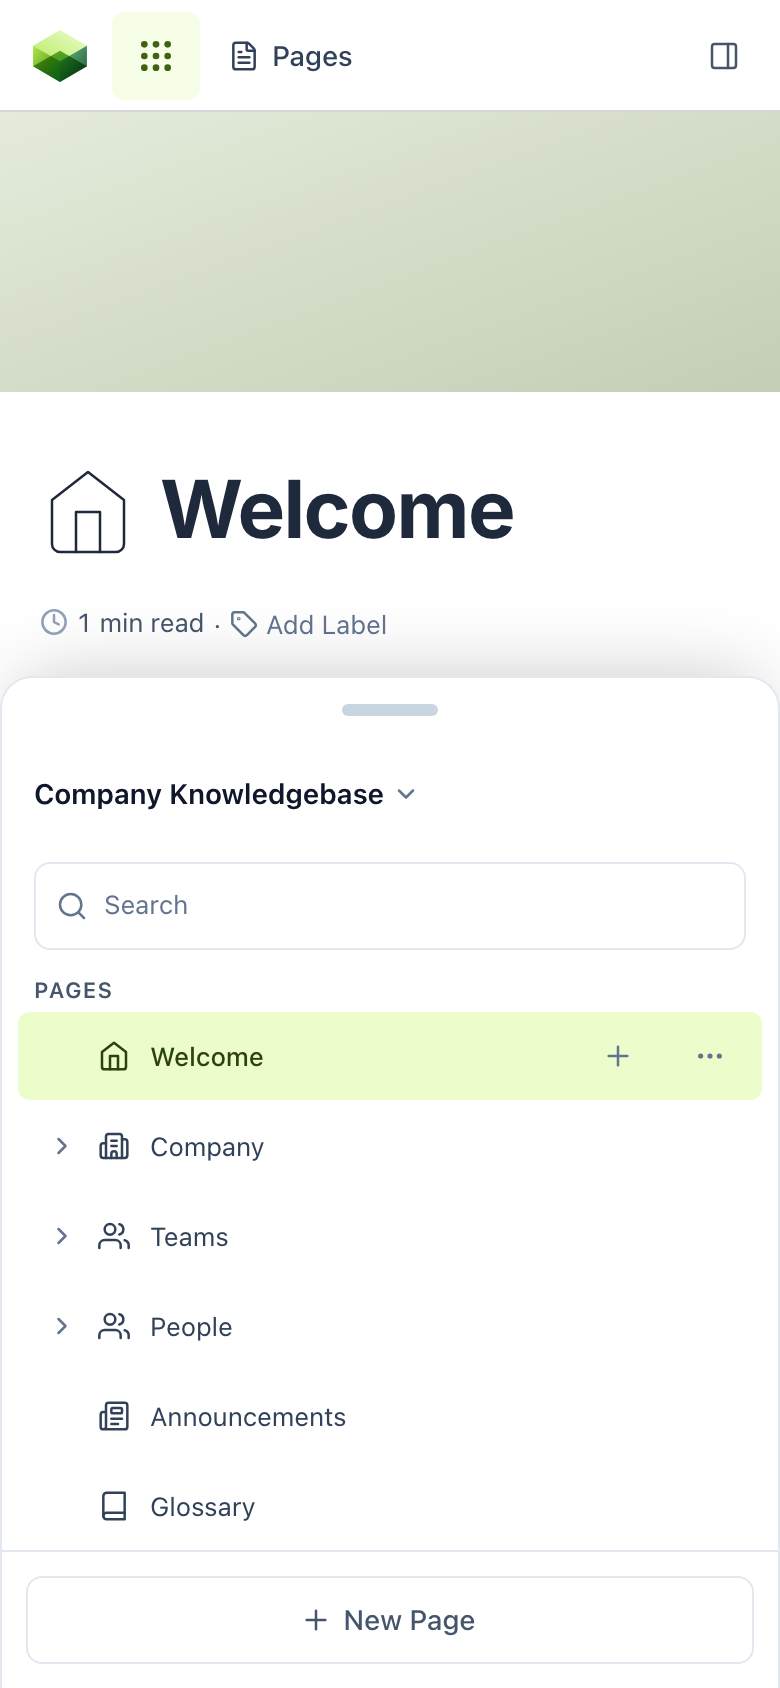 Pages
Welcome
1 min read · Add Label
Company Knowledgebase
Search
PAGES
Welcome
Company
Teams
People
Announcements
Glossary
New Page